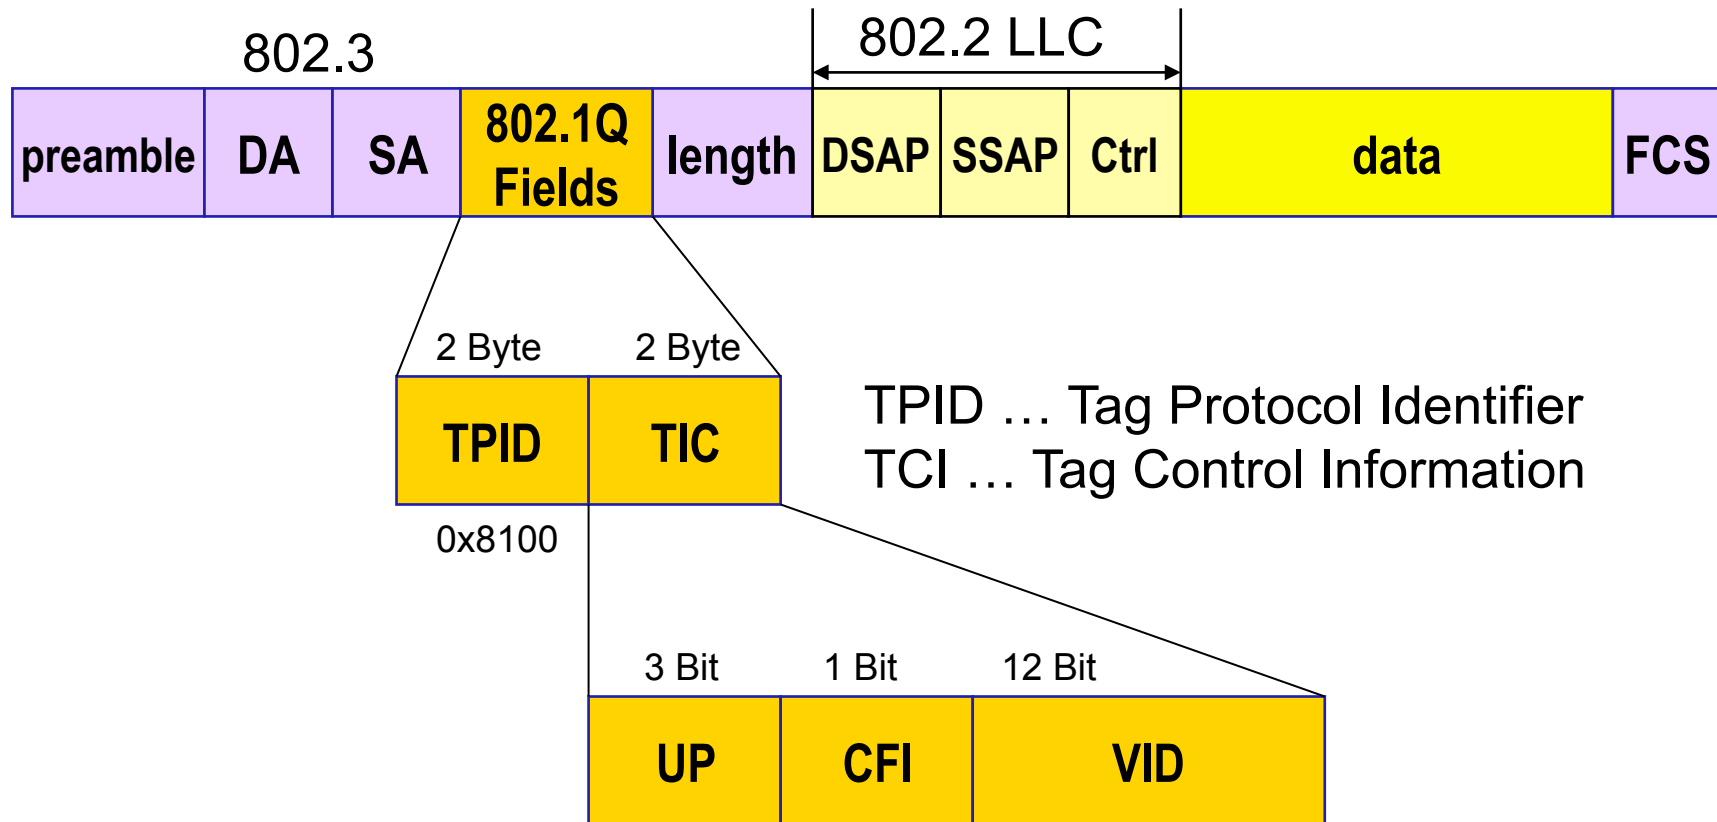 802.3
802.2 LLC
preamble DA SA 802.1Q Fields length DSAP SSAP Ctrl data FCS
2 Byte 2 Byte
TPID TIC
0x8100
TPID … Tag Protocol Identifier
TCI … Tag Control Information
3 Bit 1 Bit 12 Bit
UP CFI VID